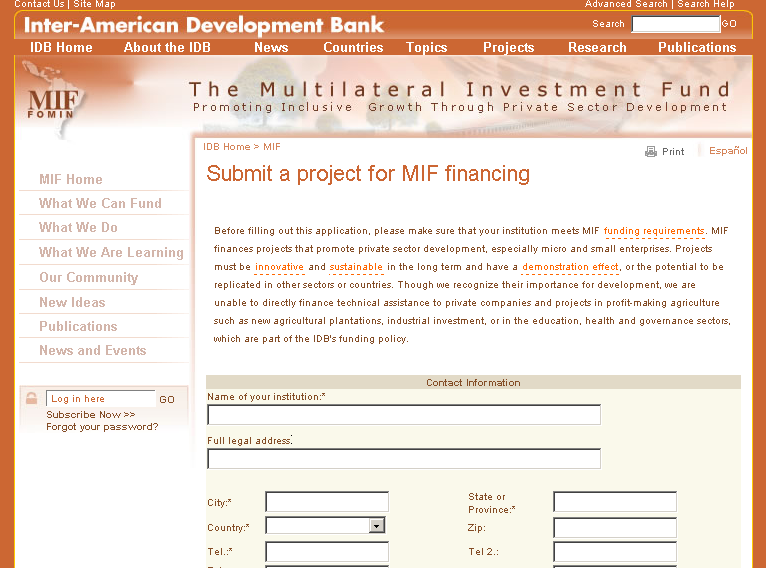 Contact Us | Site Map
Advanced Search | Search Help
Inter-American Development Bank
Search GO
IDB Home About the IDB News Countries Topics Projects Research Publications
MIF
FOMIN
The Multilateral Investment Fund
Promoting Inclusive Growth Through Private Sector Development
IDB Home > MIF
Print Español
Submit a project for MIF financing
MIF Home
What We Can Fund
What We Do
What We Are Learning
Our Community
New Ideas
Publications
News and Events
Log in here GO
Subscribe Now >>
Forgot your password?
Before filling out this application, please make sure that your institution meets MIF funding requirements. MIF
finances projects that promote private sector development, especially micro and small enterprises. Projects
must be innovative and sustainable in the long term and have a demonstration effect, or the potential to be
replicated in other sectors or countries. Though we recognize their importance for development, we are
unable to directly finance technical assistance to private companies and projects in profit-making agriculture
such as new agricultural plantations, industrial investment, or in the education, health and governance sectors,
which are part of the IDB's funding policy.
Contact Information
Name of your institution:*
Full legal address:
City:*
State or
Province:*
Country:*
Zip:
Tel.:*
Tel 2.: